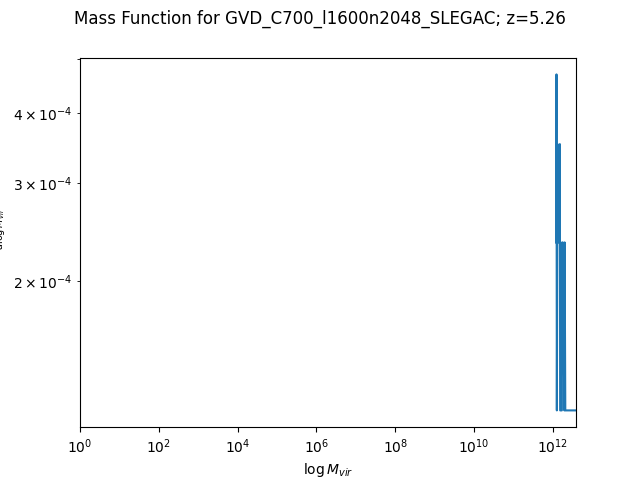 Mass Function for GVD_C700_l1600n2048_SLEGAC; z=5.26
4 × 10⁻⁴
3 × 10⁻⁴
2 × 10⁻⁴
10⁰ 10² 10⁴ 10⁶ 10⁸ 10¹⁰ 10¹²
log M_vir